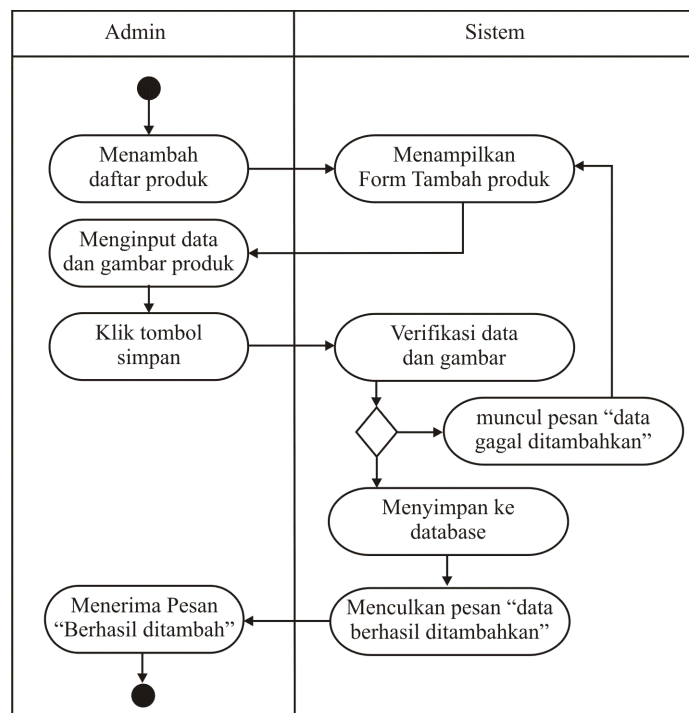 Admin
Sistem
Menambah
daftar produk
Menampilkan
Form Tambah produk
Menginput data
dan gambar produk
Klik tombol
simpan
Verifikasi data
dan gambar
muncul pesan “data
gagal ditambahkan”
Menyimpan ke
database
Menculkan pesan “data
berhasil ditambahkan”
Menerima Pesan
“Berhasil ditambah”